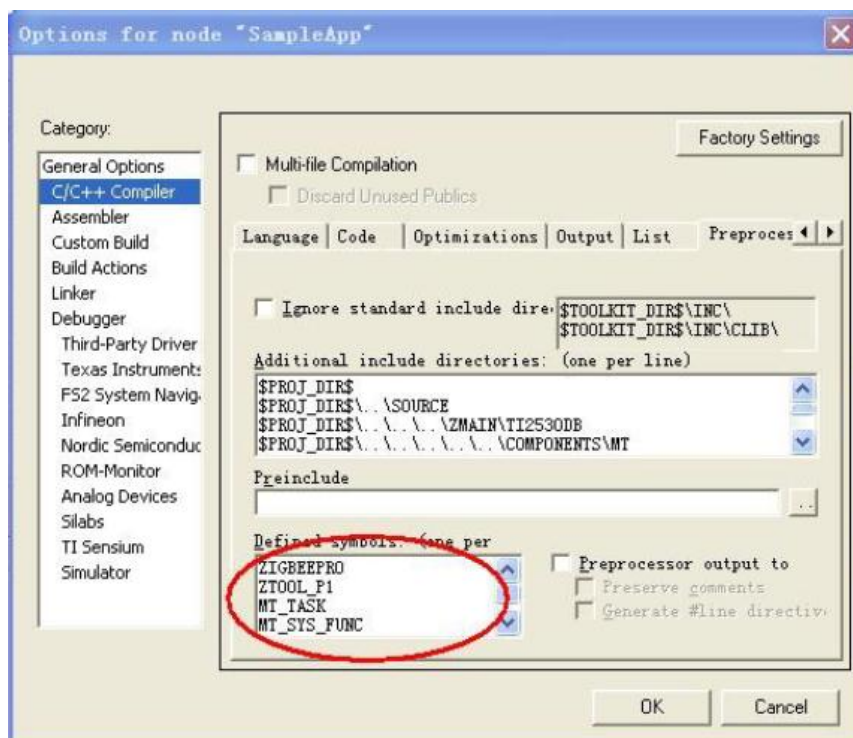 Options for node "SampleApp"
Category:
Factory Settings
General Options
C/C++ Compiler
Assembler
Custom Build
Build Actions
Linker
Debugger
Third-Party Driver
Texas Instruments
FS2 System Navig
Infineon
Nordic Semiconduc
ROM-Monitor
Analog Devices
Silabs
TI Sensium
Simulator
Multi-file Compilation
Discard Unused Publics
Language Code Optimizations Output List Preproces
Ignore standard include dire
$TOOLKIT_DIR$\INC\
$TOOLKIT_DIR$\INC\CLIB\
Additional include directories: (one per line)
$PROJ_DIR$
$PROJ_DIR$\..\SOURCE
$PROJ_DIR$\..\..\..\ZMAIN\TI2530DB
$PROJ_DIR$\..\..\..\..\..\COMPONENTS\MT
Preinclude
..
Defined symbols: (one per
ZIGBEEPRO
ZTOOL_P1
MT_TASK
MT_SYS_FUNC
Preprocessor output to
Preserve comments
Generate #line directiv
OK Cancel